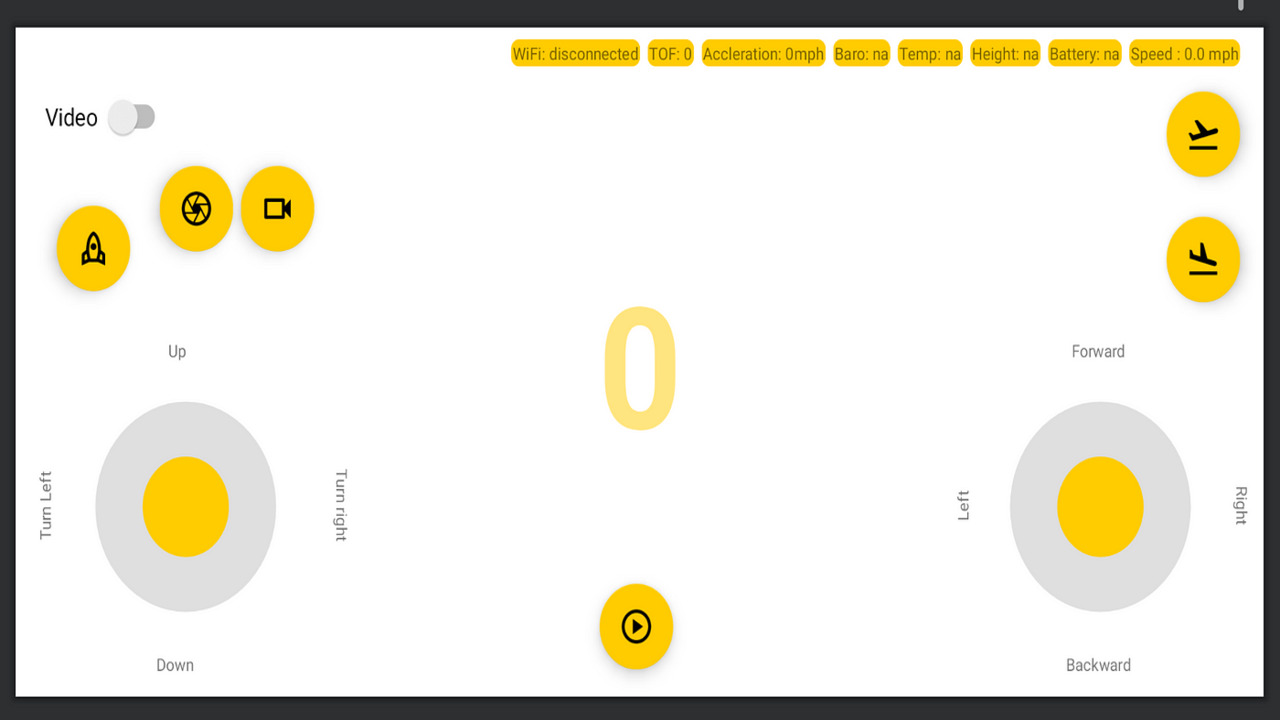 WiFi: disconnected TOF: 0 Accleration: 0mph Baro: na Temp: na Height: na Battery: na Speed : 0.0 mph
Video
Up
Forward
0
Turn Left
Turn right
Left
Right
Down
Backward